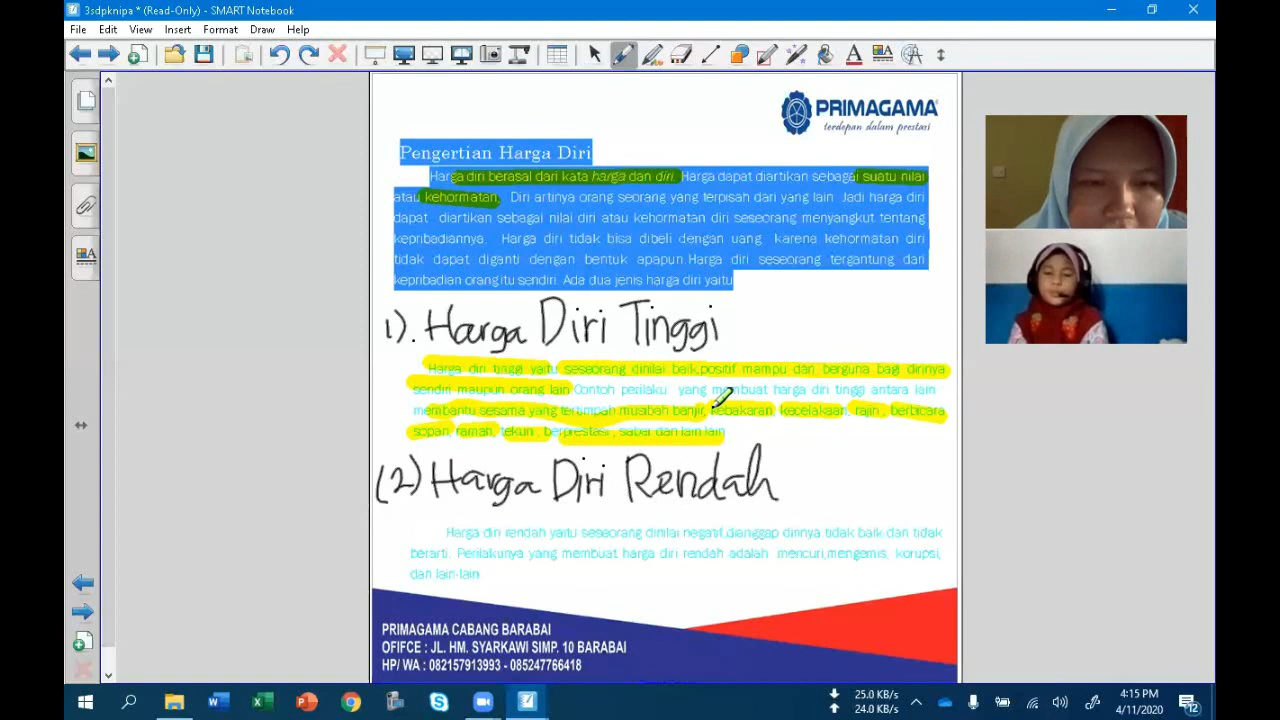 3sdpknipa * (Read-Only) - SMART Notebook
File Edit View Insert Format Draw Help
PRIMAGAMA
terdepan dalam prestasi
Pengertian Harga Diri
Harga diri berasal dari kata harga dan diri. Harga dapat diartikan sebagai suatu nilai
atau kehormatan. Diri artinya orang seorang yang terpisah dari yang lain. Jadi harga diri
dapat diartikan sebagai nilai diri atau kehormatan diri seseorang menyangkut tentang
kepribadiannya. Harga diri tidak bisa dibeli dengan uang karena kehormatan diri
tidak dapat diganti dengan bentuk apapun.Harga diri seseorang tergantung dari
kepribadian orang itu sendiri. Ada dua jenis harga diri yaitu
1). Harga Diri Tinggi
Harga diri tinggi yaitu seseorang dinilai baik,positif mampu dan berguna bagi dirinya
sendiri maupun orang lain Contoh perilaku yang membuat harga diri tinggi antara lain
membantu sesama yang tertimpah musibah banjir, kebakaran kecelakaan, rajin, berbicara
sopan, ramah, tekun, berprestasi, sabar dan lain lain
(2) Harga Diri Rendah
Harga diri rendah yaitu seseorang dinilai negatif,dianggap dirinya tidak baik dan tidak
berarti. Perilakunya yang membuat harga diri rendah adalah mencuri,mengemis, korupsi,
dan lain-lain
PRIMAGAMA CABANG BARABAI
OFIFCE : JL. HM. SYARKAWI SIMP. 10 BARABAI
HP/ WA : 082157913993 - 085247766418
25.0 KB/s
24.0 KB/s
4:15 PM
4/11/2020
12